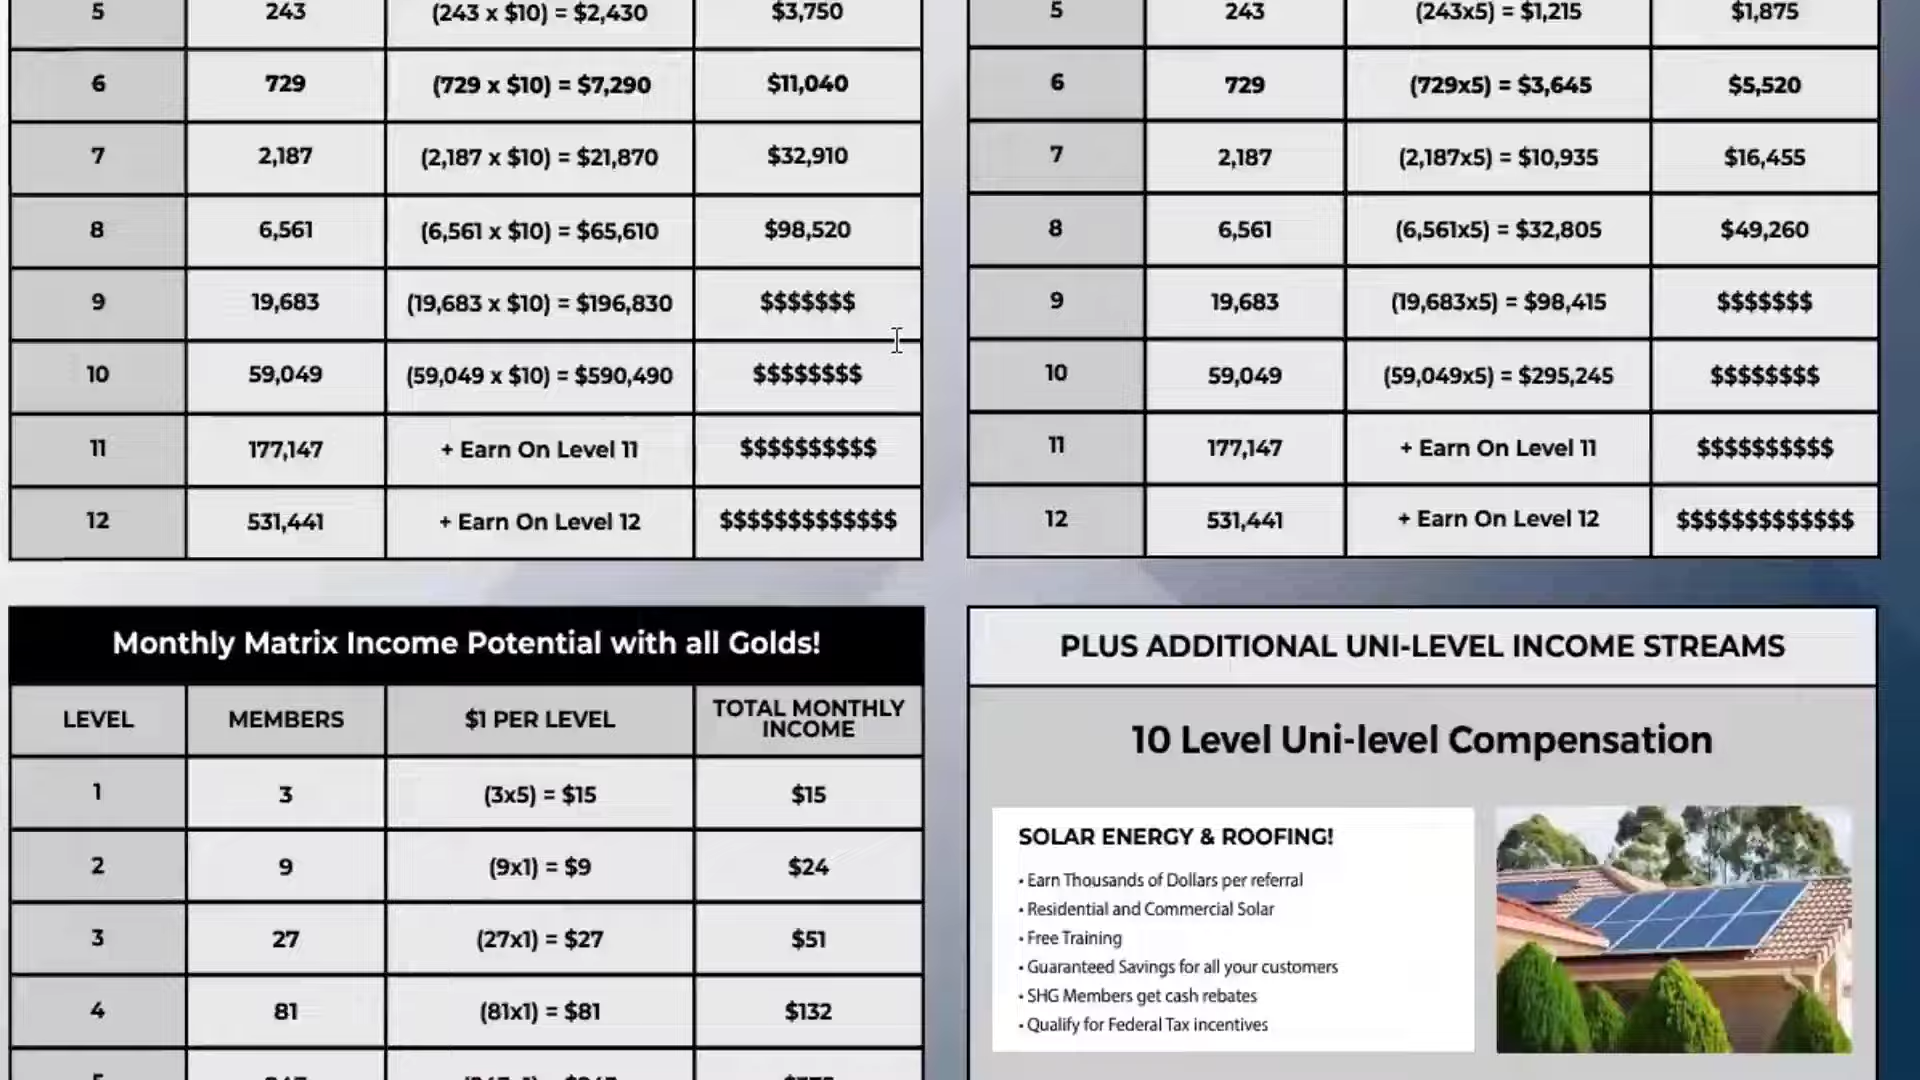 5 243 (243 x $10) = $2,430 $3,750
6 729 (729 x $10) = $7,290 $11,040
7 2,187 (2,187 x $10) = $21,870 $32,910
8 6,561 (6,561 x $10) = $65,610 $98,520
9 19,683 (19,683 x $10) = $196,830 $$$$$$$
10 59,049 (59,049 x $10) = $590,490 $$$$$$$$
11 177,147 + Earn On Level 11 $$$$$$$$$$
12 531,441 + Earn On Level 12 $$$$$$$$$$$$$
5 243 (243x5) = $1,215 $1,875
6 729 (729x5) = $3,645 $5,520
7 2,187 (2,187x5) = $10,935 $16,455
8 6,561 (6,561x5) = $32,805 $49,260
9 19,683 (19,683x5) = $98,415 $$$$$$$
10 59,049 (59,049x5) = $295,245 $$$$$$$$
11 177,147 + Earn On Level 11 $$$$$$$$$$
12 531,441 + Earn On Level 12 $$$$$$$$$$$$$
Monthly Matrix Income Potential with all Golds!
LEVEL MEMBERS $1 PER LEVEL TOTAL MONTHLY
INCOME
1 3 (3x5) = $15 $15
2 9 (9x1) = $9 $24
3 27 (27x1) = $27 $51
4 81 (81x1) = $81 $132
PLUS ADDITIONAL UNI-LEVEL INCOME STREAMS
10 Level Uni-level Compensation
SOLAR ENERGY & ROOFING!
• Earn Thousands of Dollars per referral
• Residential and Commercial Solar
• Free Training
• Guaranteed Savings for all your customers
• SHG Members get cash rebates
• Qualify for Federal Tax incentives